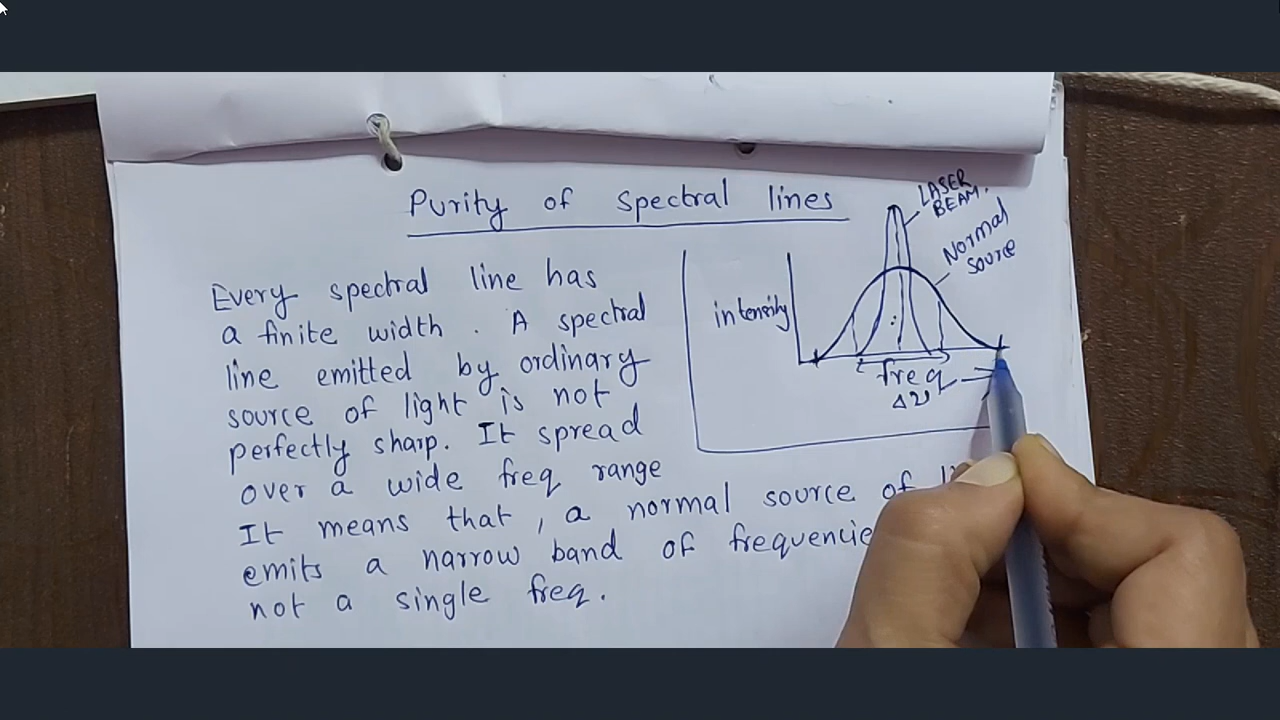 Purity of spectral lines
Every spectral line has
a finite width. A spectral
line emitted by ordinary
source of light is not
perfectly sharp. It spread
over a wide freq range
It means that, a normal source of
emits a narrow band of
not a single freq.
LASER
BEAM.
Normal
source
intensity
freq
Δν